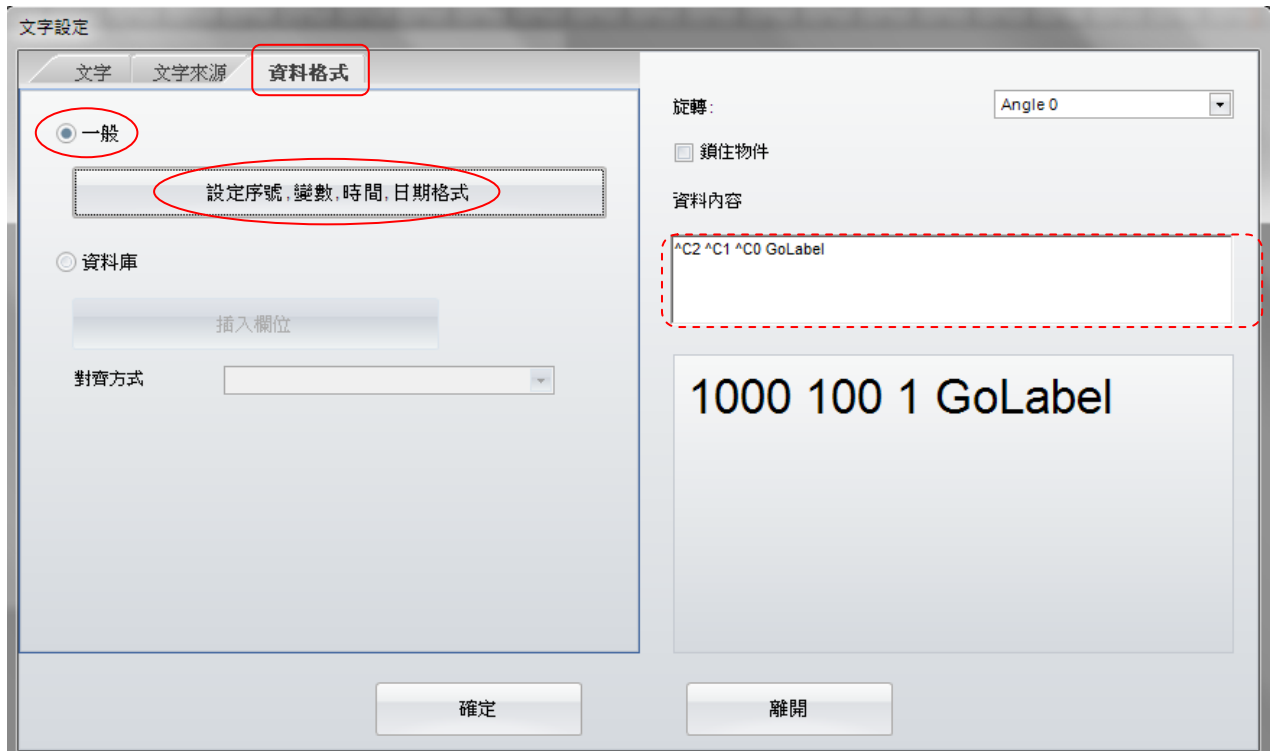 文字設定
文字
文字來源
資料格式
一般
設定序號,變數,時間,日期格式
資料庫
插入欄位
對齊方式
旋轉:
Angle 0
鎖住物件
資料內容
^C2 ^C1 ^C0 GoLabel
1000 100 1 GoLabel
確定
離開